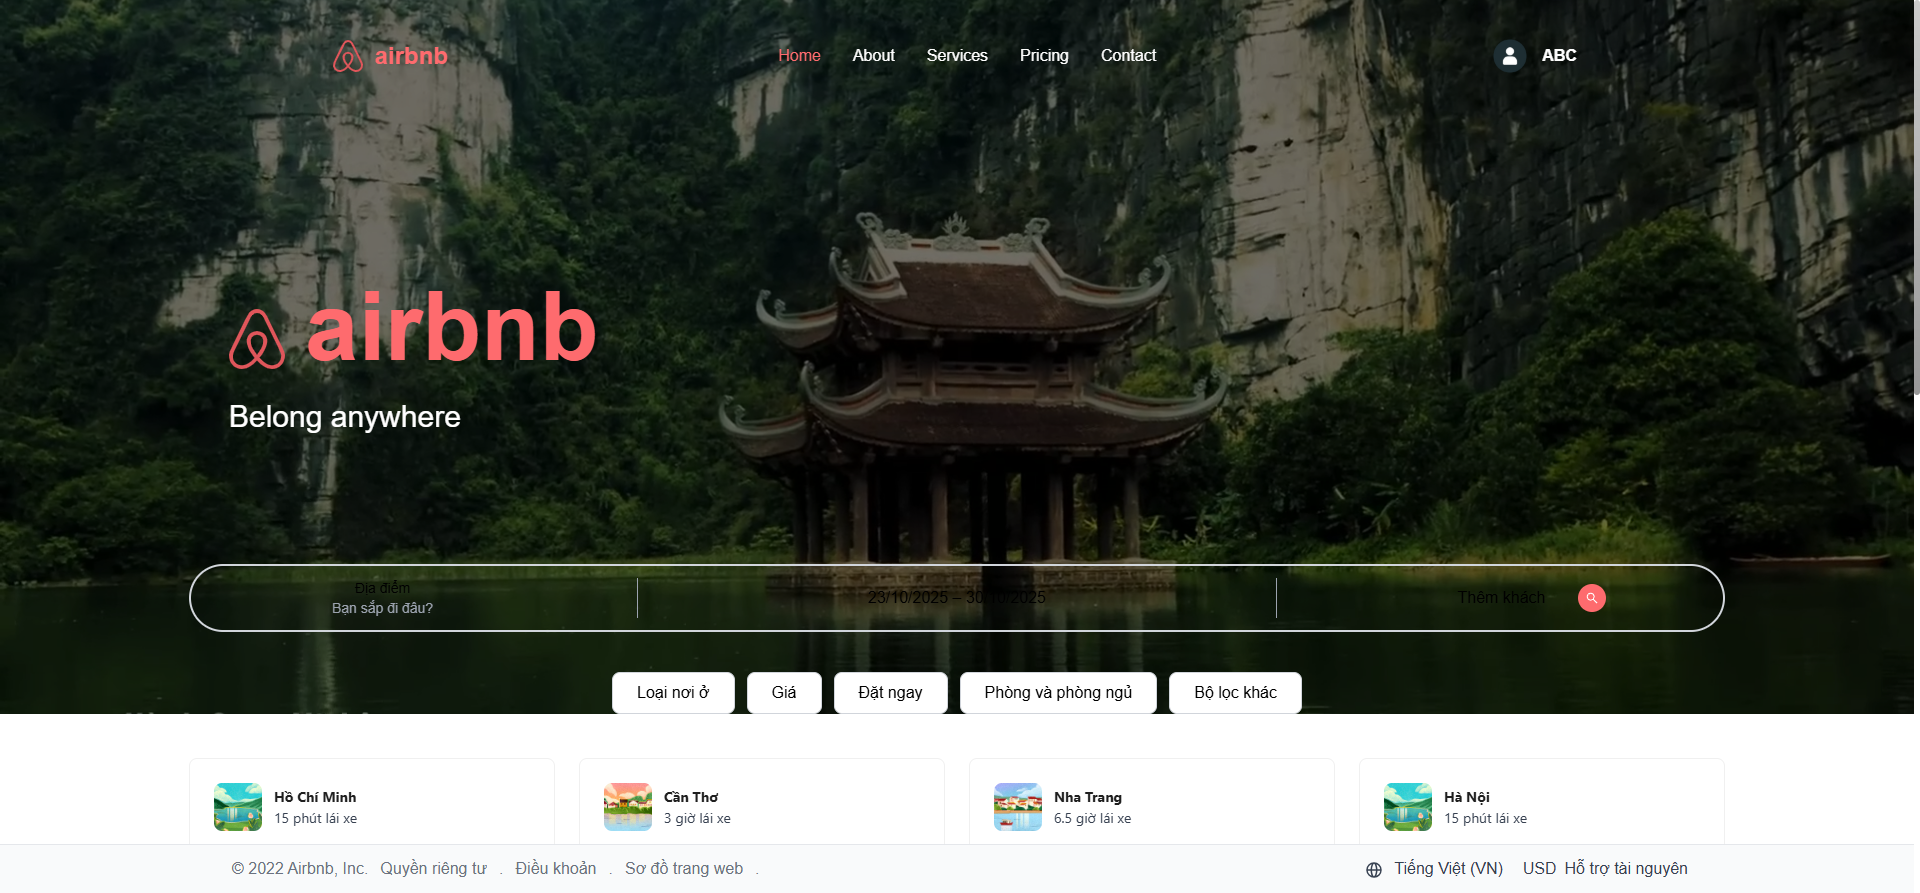 airbnb
Home About Services Pricing Contact
ABC
airbnb
Belong anywhere
Địa điểm
Bạn sắp đi đâu?
23/10/2025 – 30/10/2025
Thêm khách
Loại nơi ở
Giá
Đặt ngay
Phòng và phòng ngủ
Bộ lọc khác
Hồ Chí Minh
15 phút lái xe
Cần Thơ
3 giờ lái xe
Nha Trang
6.5 giờ lái xe
Hà Nội
15 phút lái xe
© 2022 Airbnb, Inc. Quyền riêng tư . Điều khoản . Sơ đồ trang web .
Tiếng Việt (VN) USD Hỗ trợ tài nguyên